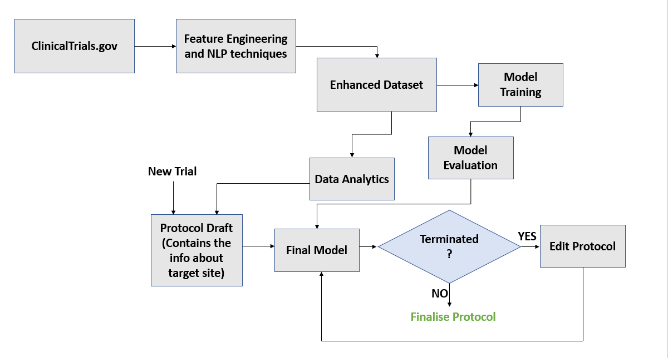 ClinicalTrials.gov
Feature Engineering
and NLP techniques
Enhanced Dataset
Model
Training
Model
Evaluation
Data Analytics
New Trial
Protocol Draft
(Contains the
info about
target site)
Final Model
Terminated
?
YES
Edit Protocol
NO
Finalise Protocol